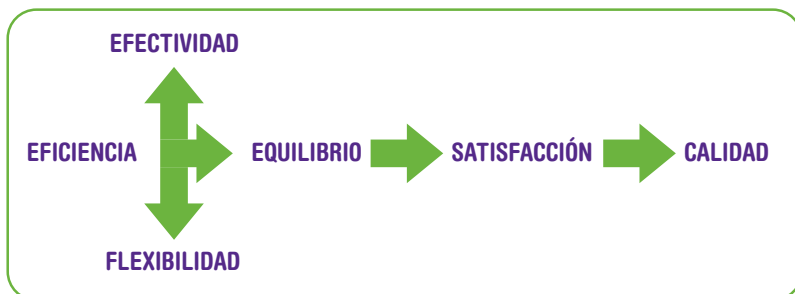 EFECTIVIDAD
EFICIENCIA
EQUILIBRIO
SATISFACCIÓN
CALIDAD
FLEXIBILIDAD